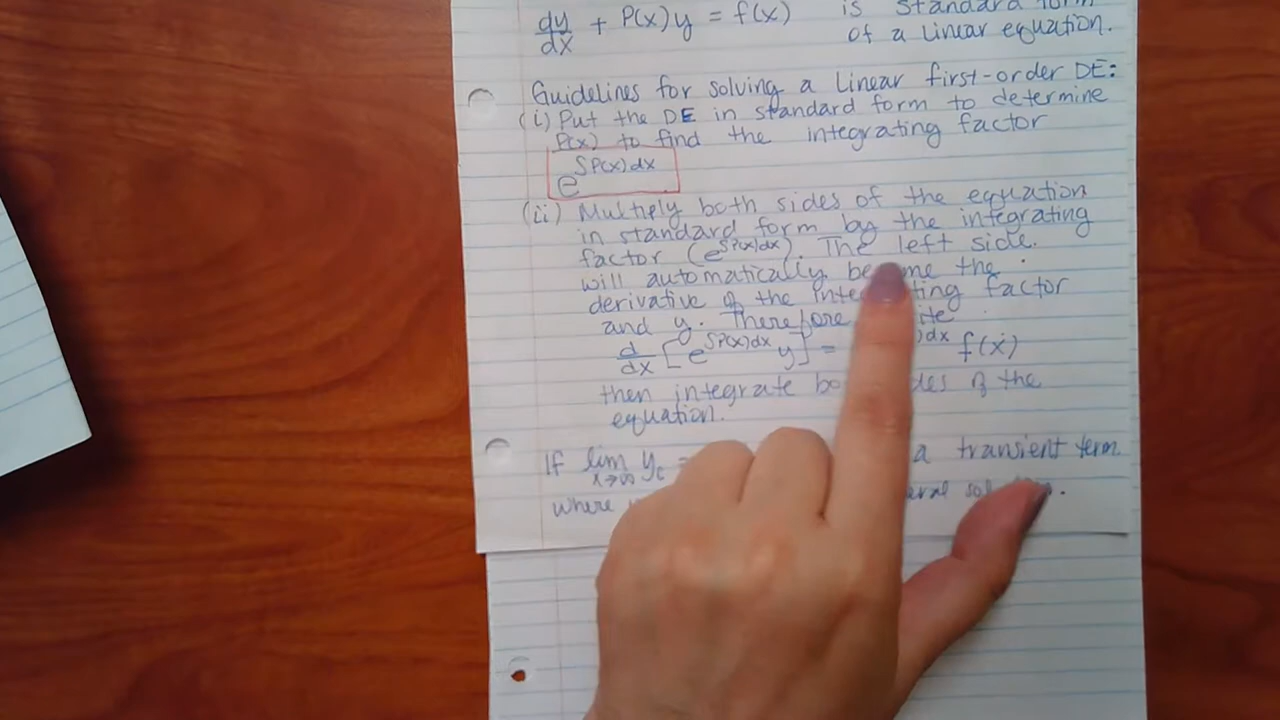 dy/dx + P(x)y = f(x) is standard form
of a linear equation.
Guidelines for solving a linear first-order DE:
(i) Put the DE in standard form to determine
P(x) to find the integrating factor
e^∫P(x)dx
(ii) Multiply both sides of the equation
in standard form by the integrating
factor (e^∫P(x)dx). The left side
will automatically become the
derivative of the integrating factor
and y. Therefore
d/dx [e^∫P(x)dx y] = dx f(x)
then integrate both sides of the
equation.
If lim x→∞ yc = a transient term
where